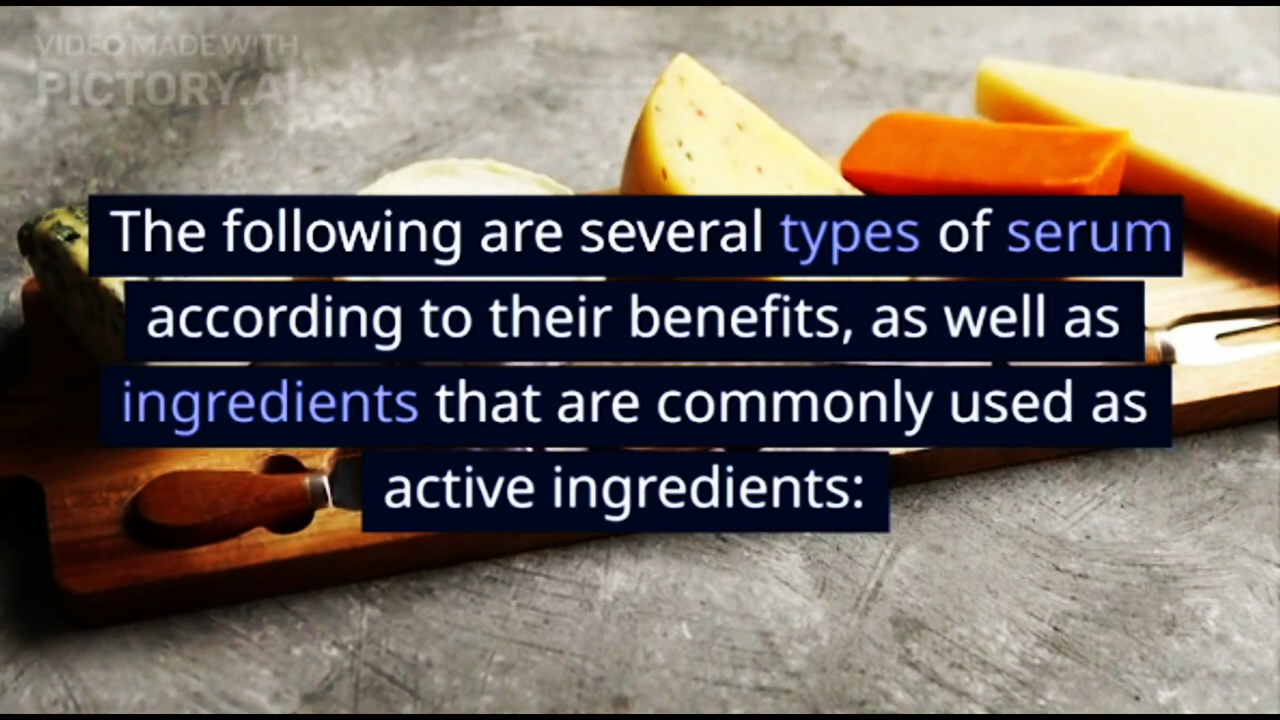 VIDEO MADE WITH
PICTORY.AI
The following are several types of serum
according to their benefits, as well as
ingredients that are commonly used as
active ingredients: